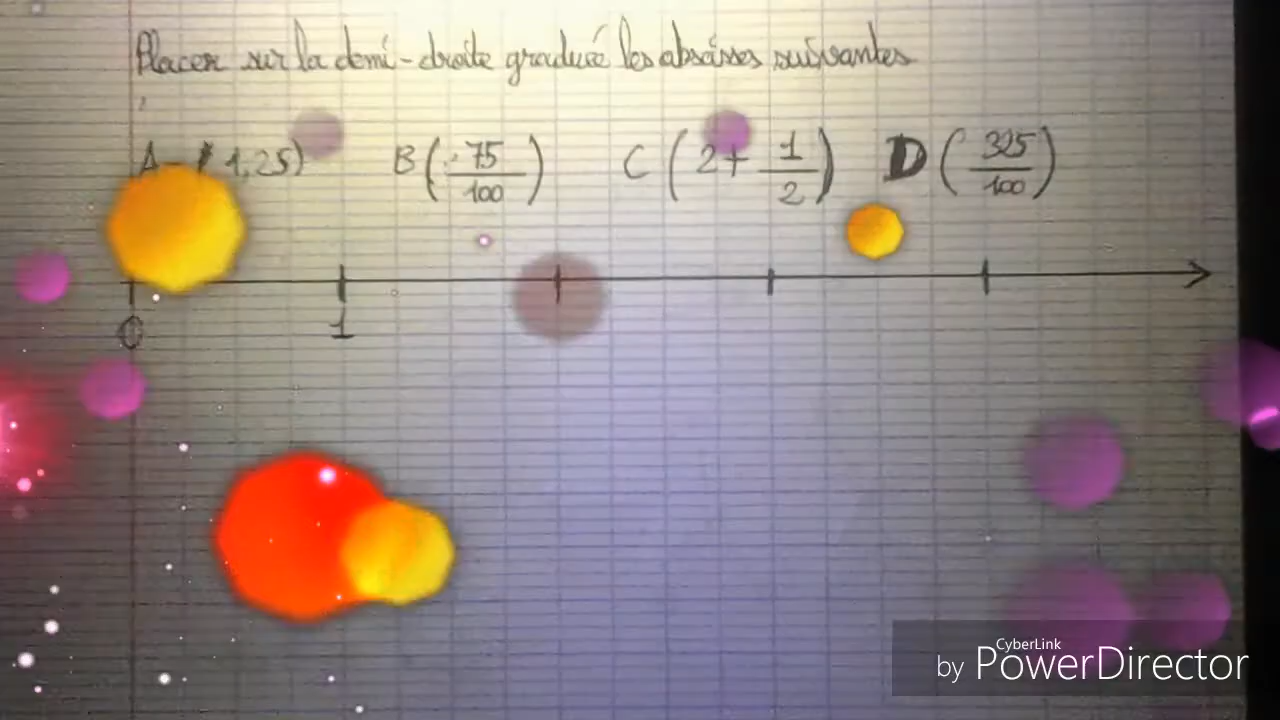 Placer sur la demi-droite graduée les abscisses suivantes
:
A (1,25) B (75/100) C (2+ 1/2) D (325/100)
0 1
CyberLink
by PowerDirector